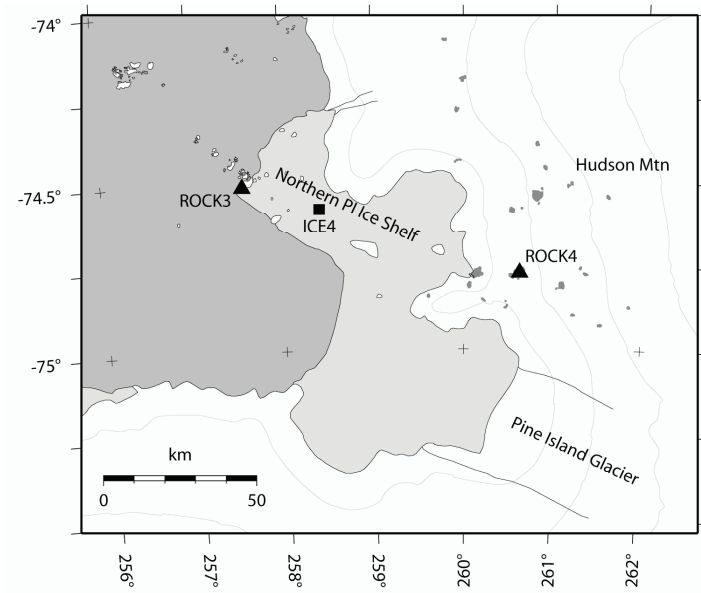 -74°
Hudson Mtn
-74.5°
ROCK3
Northern PI Ice Shelf
ICE4
ROCK4
-75°
Pine Island Glacier
km
0 50
256° 257° 258° 259° 260° 261° 262°